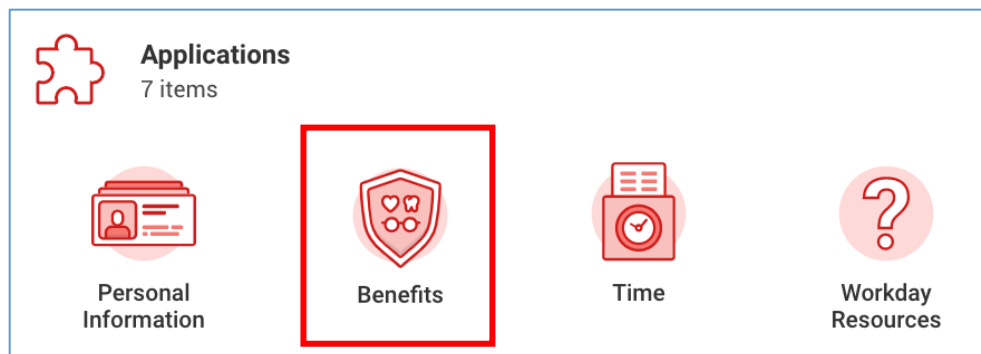 Applications
7 items
Personal
Information
Benefits
Time
Workday
Resources